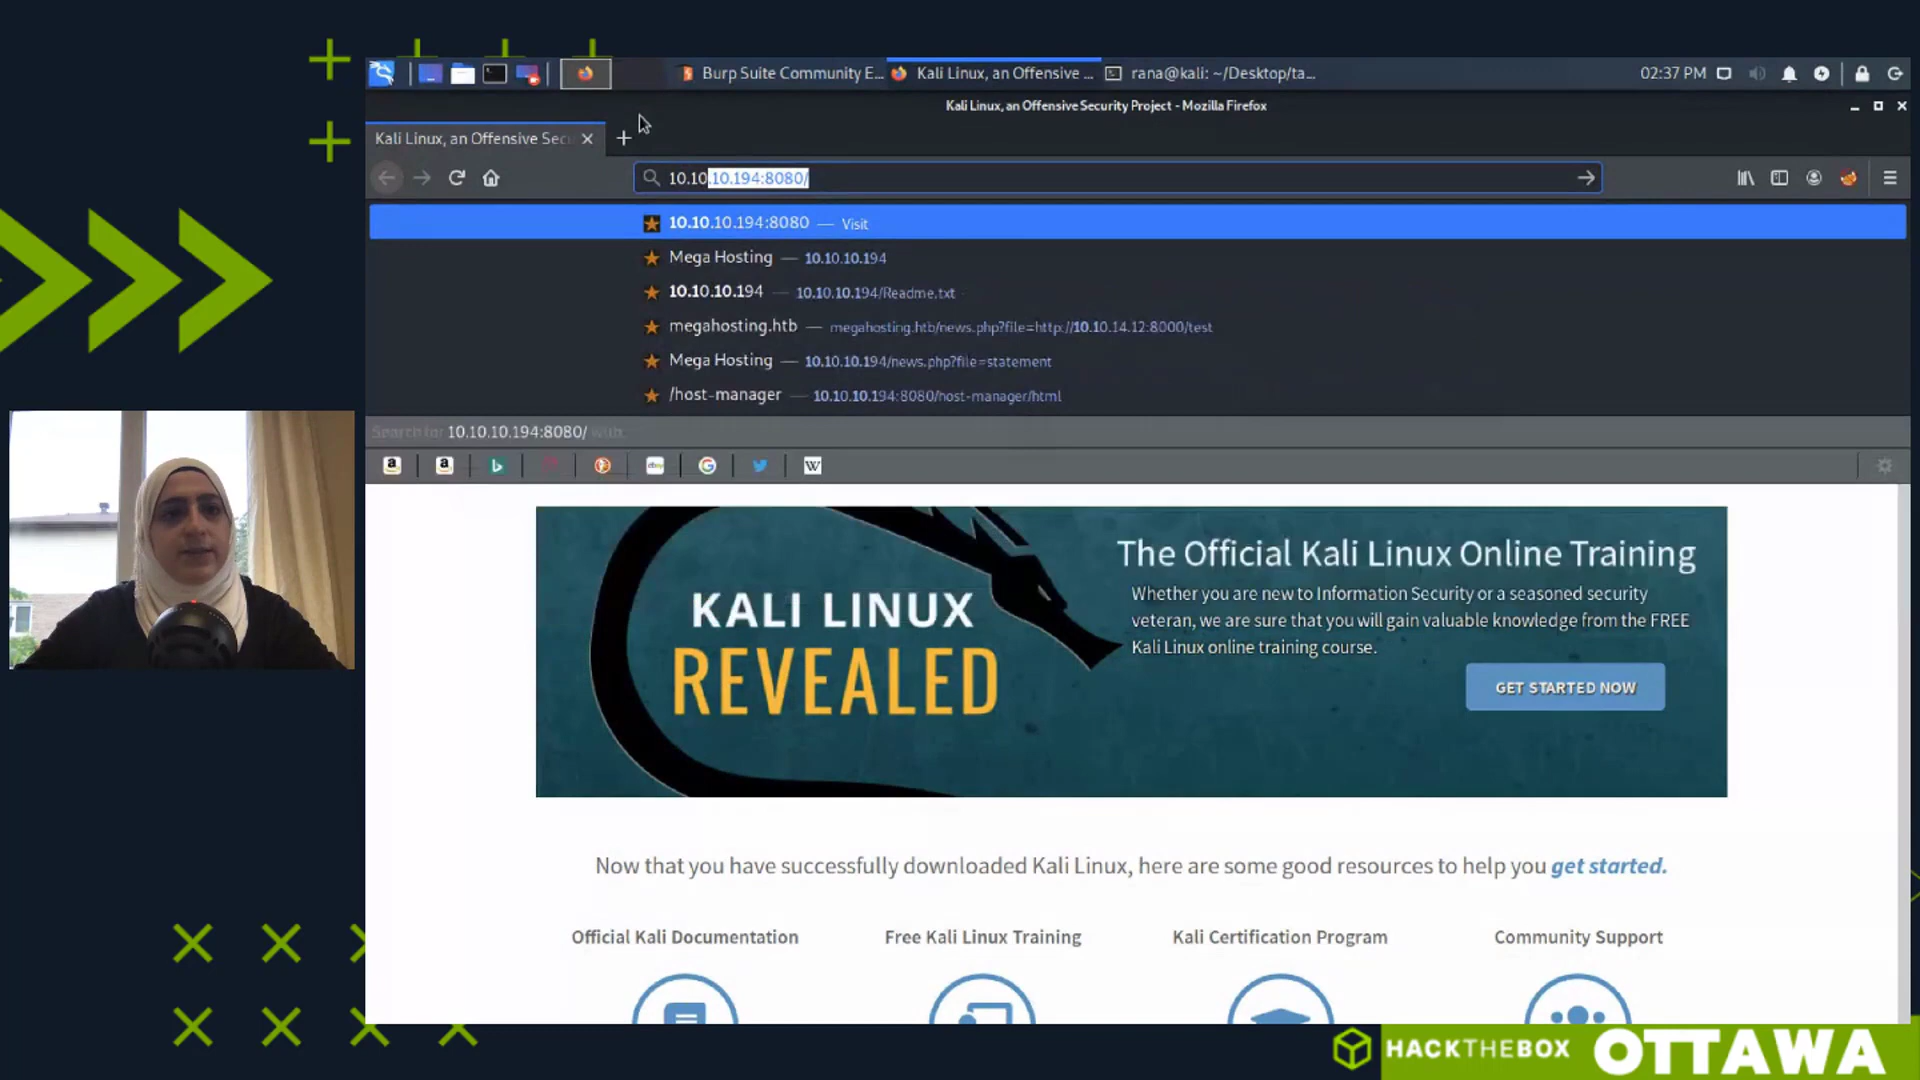 Burp Suite Community E...
Kali Linux, an Offensive ...
rana@kali: ~/Desktop/ta...
02:37 PM
Kali Linux, an Offensive Security Project - Mozilla Firefox
Kali Linux, an Offensive Sec
10.10.10.194:8080/
10.10.10.194:8080 — Visit
Mega Hosting — 10.10.10.194
10.10.10.194 — 10.10.10.194/Readme.txt
megahosting.htb — megahosting.htb/news.php?file=http://10.10.14.12:8000/test
Mega Hosting — 10.10.10.194/news.php?file=statement
/host-manager — 10.10.10.194:8080/host-manager/html
Search for 10.10.10.194:8080/ with:
KALI LINUX
REVEALED
The Official Kali Linux Online Training
Whether you are new to Information Security or a seasoned security
veteran, we are sure that you will gain valuable knowledge from the FREE
Kali Linux online training course.
GET STARTED NOW
Now that you have successfully downloaded Kali Linux, here are some good resources to help you get started.
Official Kali Documentation
Free Kali Linux Training
Kali Certification Program
Community Support
HACKTHEBOX OTTAWA